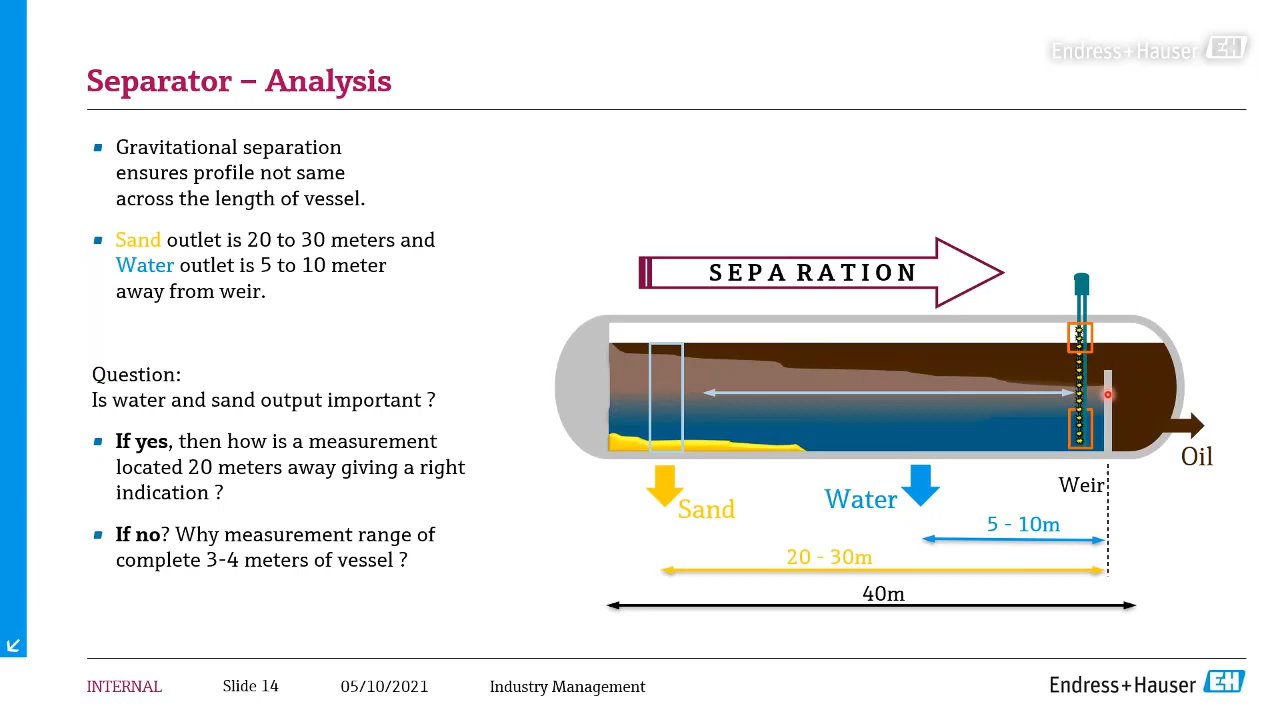 Endress+Hauser EH
Separator – Analysis
Gravitational separation
ensures profile not same
across the length of vessel.
Sand outlet is 20 to 30 meters and
Water outlet is 5 to 10 meter
away from weir.
Question:
Is water and sand output important ?
If yes, then how is a measurement
located 20 meters away giving a right
indication ?
If no? Why measurement range of
complete 3-4 meters of vessel ?
SEPARATION
Oil
Sand
Water
Weir
5 - 10m
20 - 30m
40m
INTERNAL
Slide 14
05/10/2021
Industry Management
Endress+Hauser EH